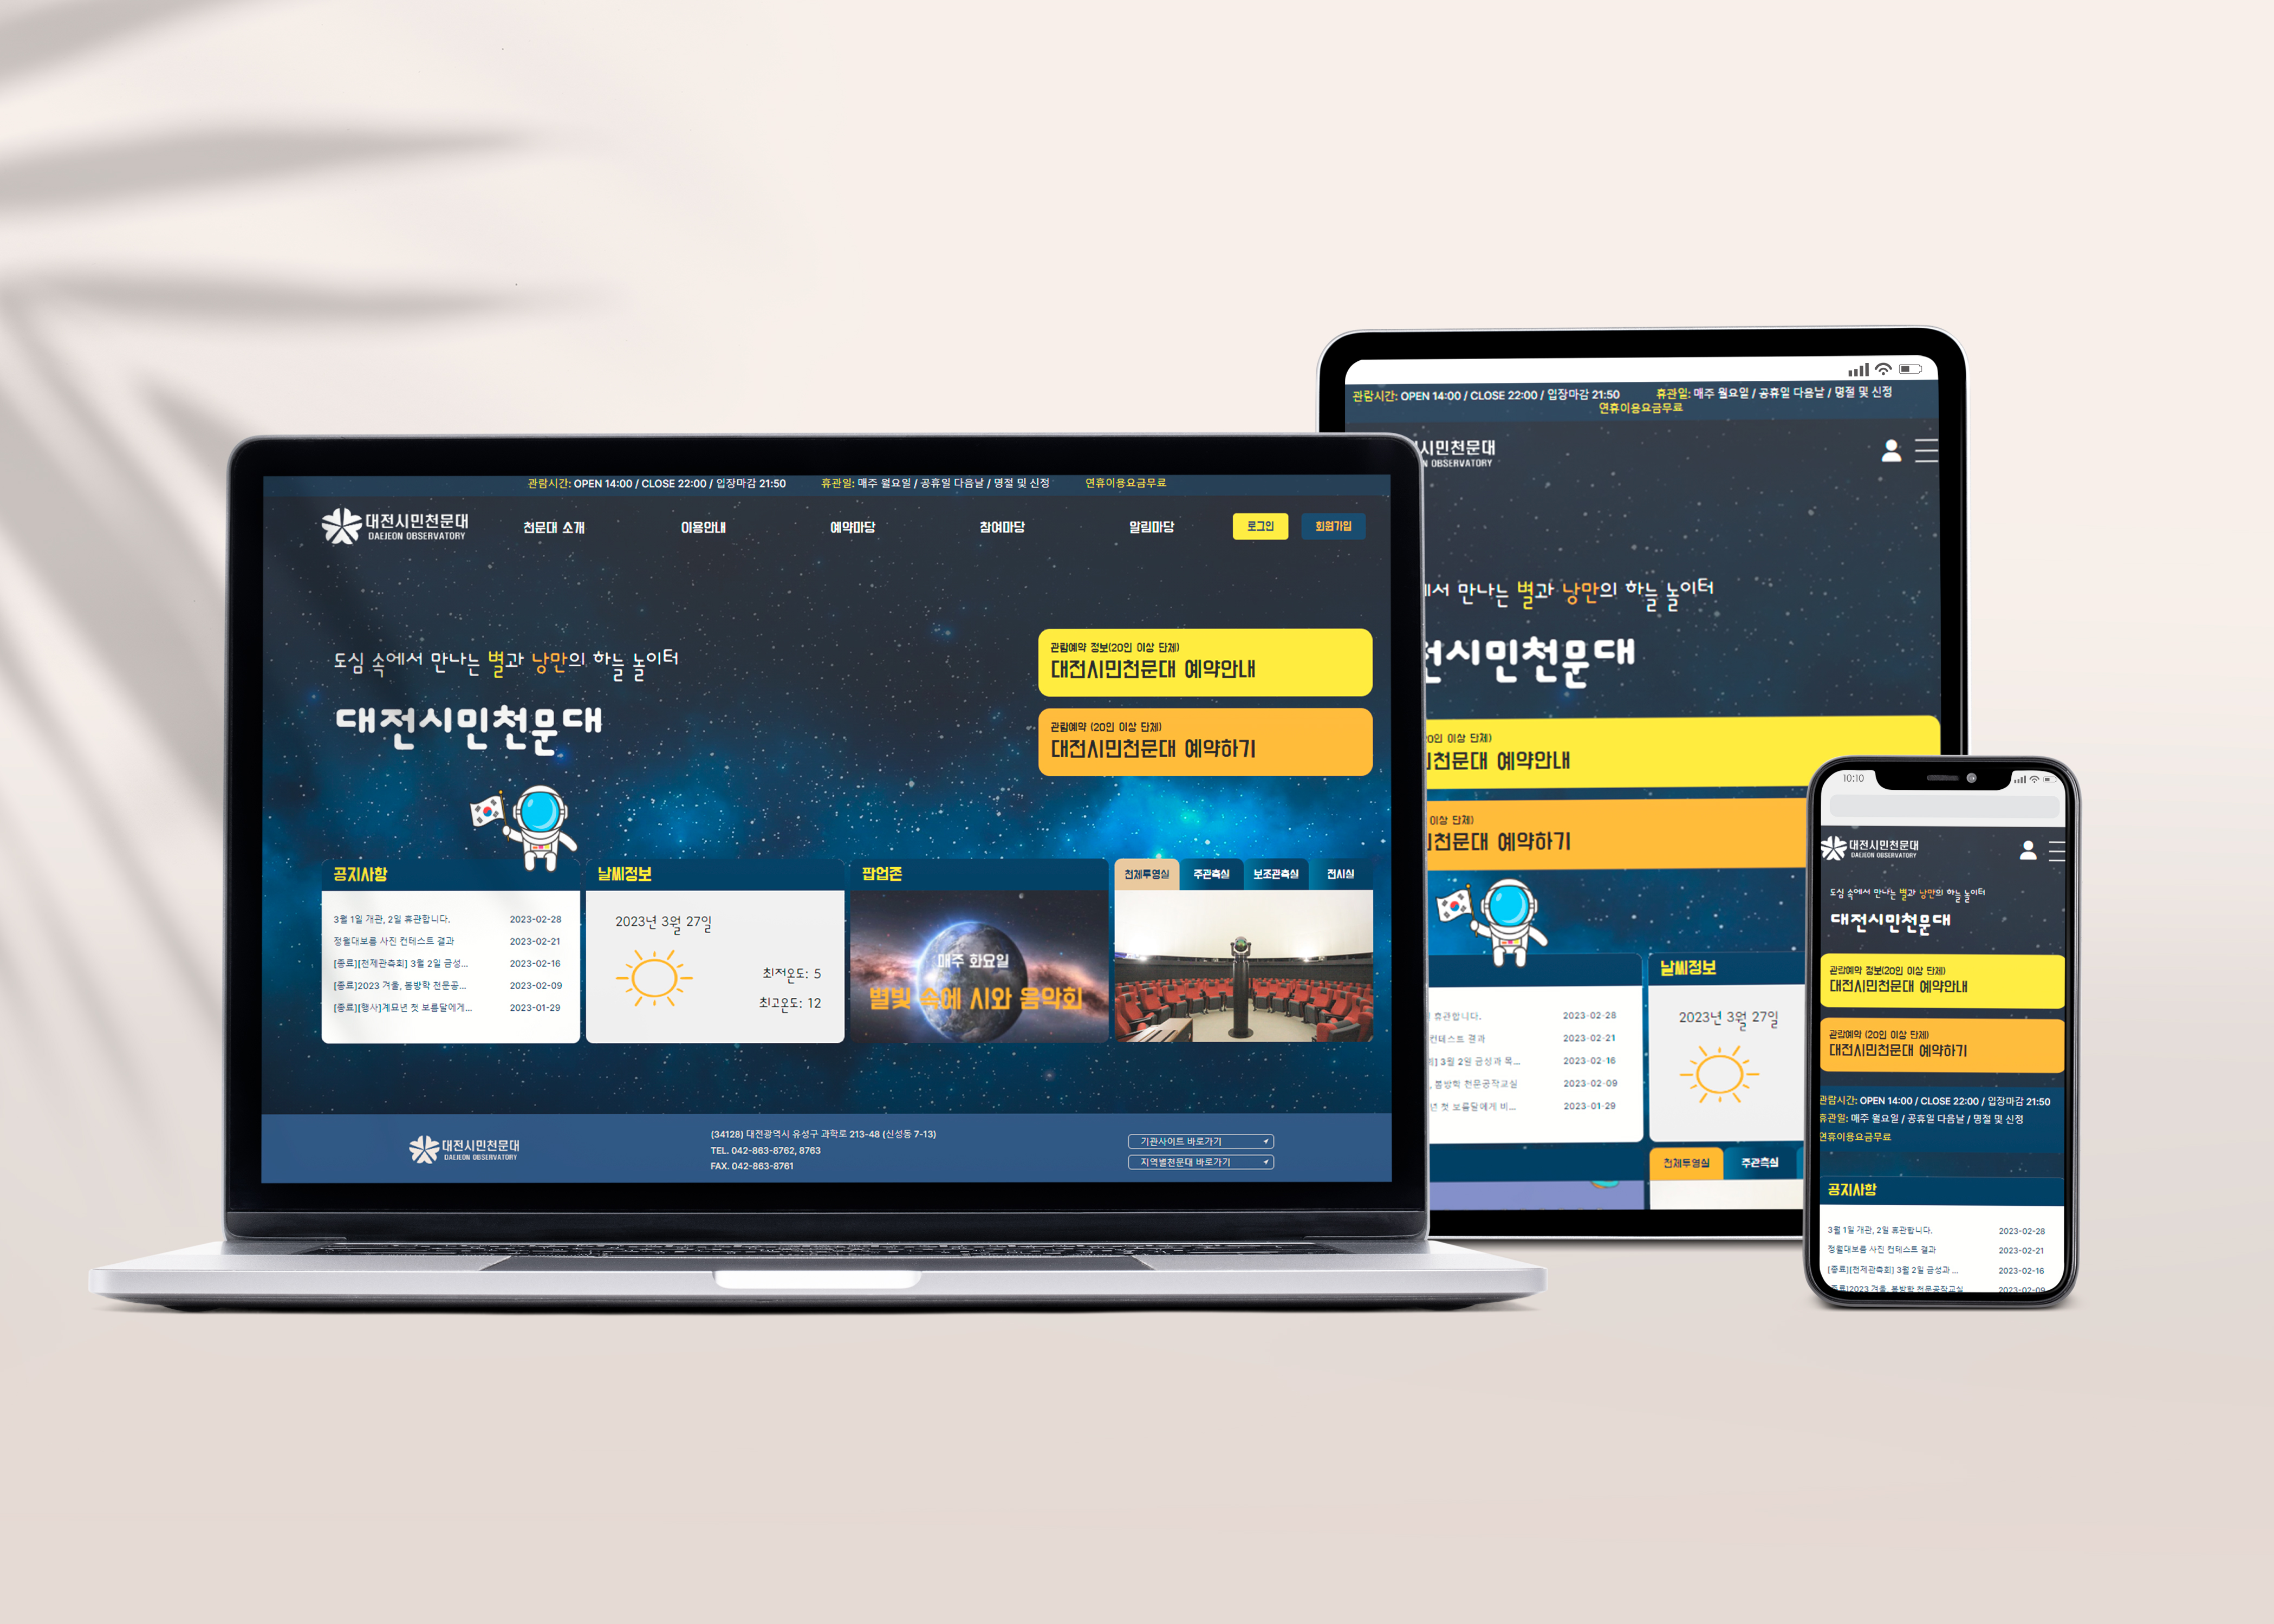 관람시간: OPEN 14:00 / CLOSE 22:00 / 입장마감 21:50 휴관일: 매주 월요일 / 공휴일 다음날 / 명절 및 신정 연휴이용요금무료
대전시민천문대
DAEJEON OBSERVATORY
천문대 소개 이용안내 예약마당 참여마당 알림마당 로그인 회원가입
도심 속에서 만나는 별과 낭만의 하늘 놀이터
대전시민천문대
관람예약 정보(20인 이상 단체)
대전시민천문대 예약안내
관람예약 (20인 이상 단체)
대전시민천문대 예약하기
공지사항
3월 1일 개관, 2일 휴관합니다. 2023-02-28
정월대보름 사진 컨테스트 결과 2023-02-21
[종료][천제관측회] 3월 2일 금성... 2023-02-16
[종료]2023 겨울, 봄방학 천문공... 2023-02-09
[종료][행사]계묘년 첫 보름달에게... 2023-01-29
날씨정보
2023년 3월 27일
최저온도: 5
최고온도: 12
팝업존
매주 화요일
별빛 속에 시와 음악회
천체투영실 주관측실 보조관측실 전시실
대전시민천문대
DAEJEON OBSERVATORY
(34128) 대전광역시 유성구 과학로 213-48 (신성동 7-13)
TEL. 042-863-8762, 8763
FAX. 042-863-8761
기관사이트 바로가기
지역별천문대 바로가기
관람시간: OPEN 14:00 / CLOSE 22:00 / 입장마감 21:50 휴관일: 매주 월요일 / 공휴일 다음날 / 명절 및 신정
연휴이용요금무료
시민천문대
OBSERVATORY
에서 만나는 별과 낭만의 하늘 놀이터
전시민천문대
20인 이상 단체)
민천문대 예약안내
이상 단체)
천문대 예약하기
휴관합니다. 2023-02-28
컨테스트 결과 2023-02-21
회] 3월 2일 금성과 목... 2023-02-16
, 봄방학 천문공작교실 2023-02-09
년 첫 보름달에게 비... 2023-01-29
날씨정보
2023년 3월 27일
천체투영실 주관측실
10:10
대전시민천문대
DAEJEON OBSERVATORY
도심 속에서 만나는 별과 낭만의 하늘 놀이터
대전시민천문대
관람예약 정보(20인 이상 단체)
대전시민천문대 예약안내
관람예약 (20인 이상 단체)
대전시민천문대 예약하기
관람시간: OPEN 14:00 / CLOSE 22:00 / 입장마감 21:50
휴관일: 매주 월요일 / 공휴일 다음날 / 명절 및 신정
연휴이용요금무료
공지사항
3월 1일 개관, 2일 휴관합니다. 2023-02-28
정월대보름 사진 컨테스트 결과 2023-02-21
[종료][천제관측회] 3월 2일 금성과 ... 2023-02-16
[종료]2023 겨울, 봄방학 천문공작교실 2023-02-09